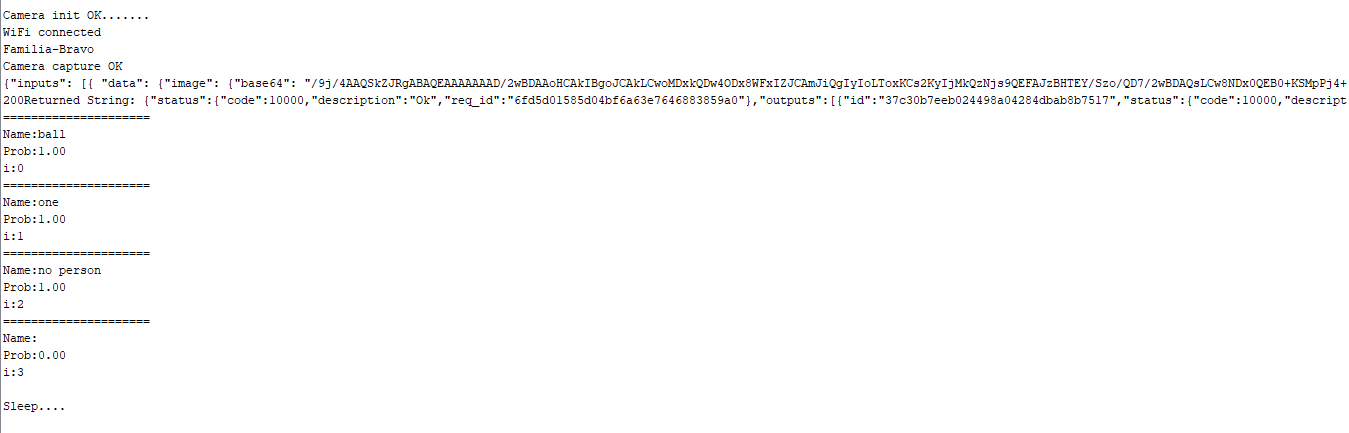 Camera init OK.......
WiFi connected
Familia-Bravo
Camera capture OK
{"inputs": [{ "data": {"image": {"base64": "/9j/4AAQSkZJRgABAQEAAAAAAAD/2wBDAAoHCAkIBgoJCAkLCwoMDxkQDw4ODx8WFxIZJCAmJiQgIyIoLToxKCs2KyIjMkQzNjs9QEFAJzBHTEY/Szo/QD7/2wBDAQsLCw8NDx0QEB0+KSMpPj4+
200Returned String: {"status":{"code":10000,"description":"Ok","req_id":"6fd5d01585d04bf6a63e7646883859a0"},"outputs":[{"id":"37c30b7eeb024498a04284dbab8b7517","status":{"code":10000,"descript
=====================
Name:ball
Prob:1.00
i:0
=====================
Name:one
Prob:1.00
i:1
=====================
Name:no person
Prob:1.00
i:2
=====================
Name:
Prob:0.00
i:3
Sleep....